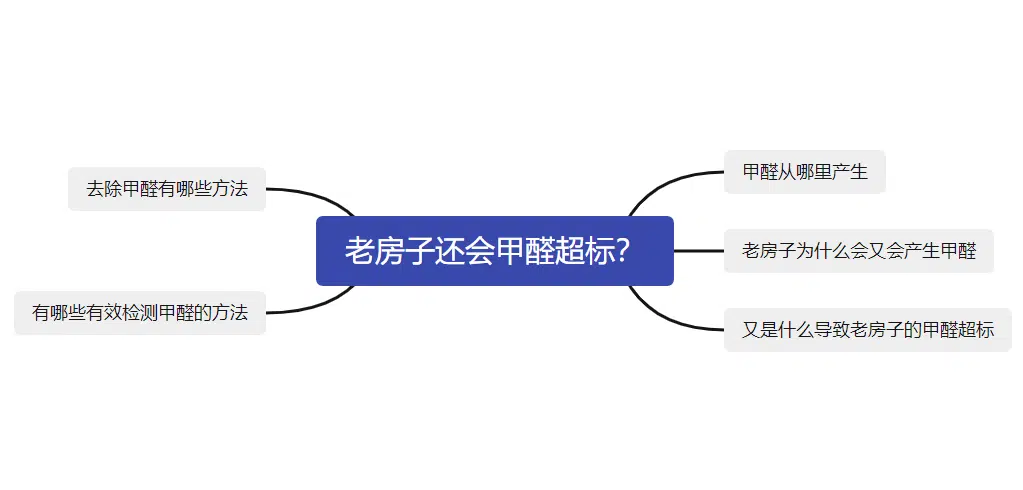 老房子还会甲醛超标？
甲醛从哪里产生
老房子为什么会又会产生甲醛
又是什么导致老房子的甲醛超标
去除甲醛有哪些方法
有哪些有效检测甲醛的方法